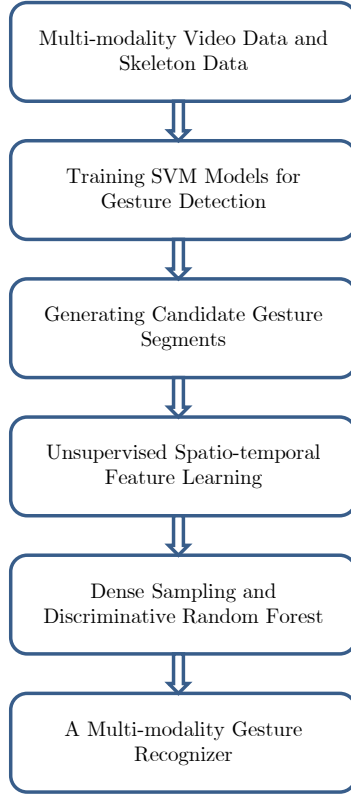 Multi-modality Video Data and
Skeleton Data
Training SVM Models for
Gesture Detection
Generating Candidate Gesture
Segments
Unsupervised Spatio-temporal
Feature Learning
Dense Sampling and
Discriminative Random Forest
A Multi-modality Gesture
Recognizer